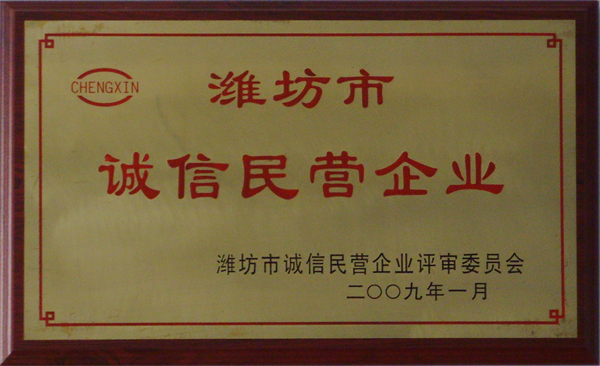 CHENGXIN
潍坊市
诚信民营企业
潍坊市诚信民营企业评审委员会
二〇〇九年一月